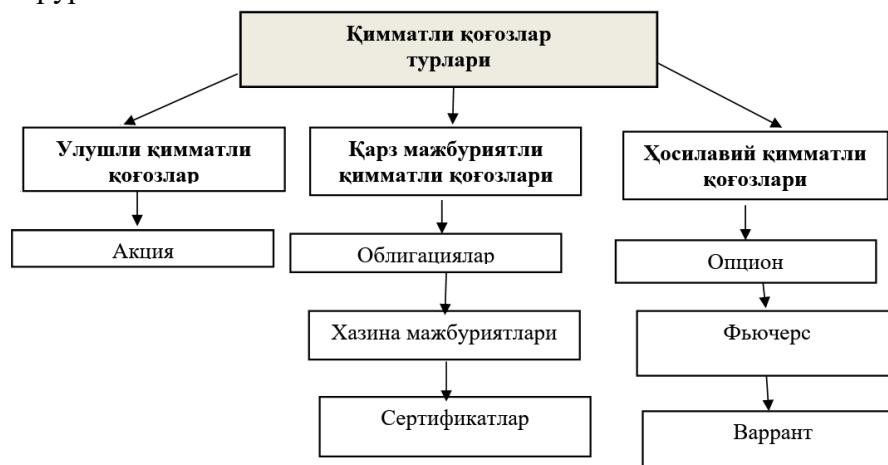 Қимматли қоғозлар
турлари
Улушли қимматли
қоғозлар
Қарз мажбуриятли
қимматли қоғозлари
Ҳосилавий қимматли
қоғозлари
Акция
Облигациялар
Опцион
Хазина мажбуриятлари
Фьючерс
Сертификатлар
Варрант